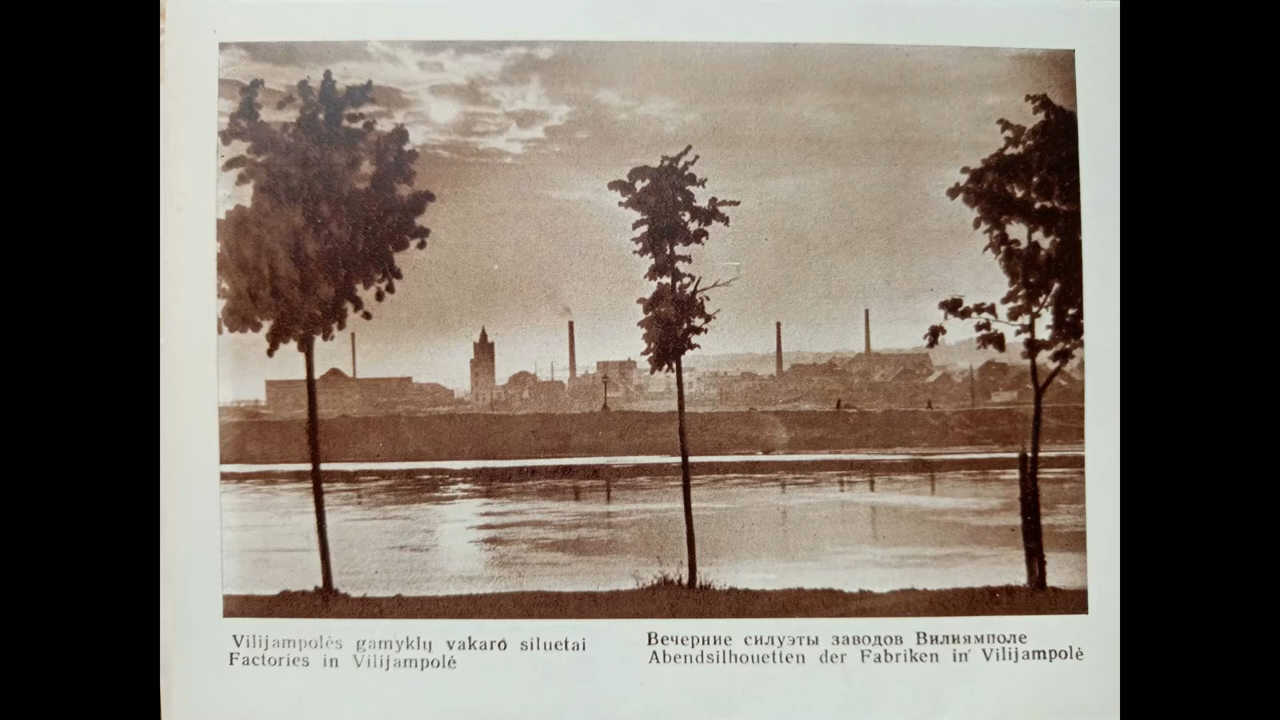 Vilijampolės gamyklų vakaro siluetai
Factories in Vilijampolė
Вечерние силуэты заводов Вилиямполе
Abendsilhouetten der Fabriken in Vilijampolė